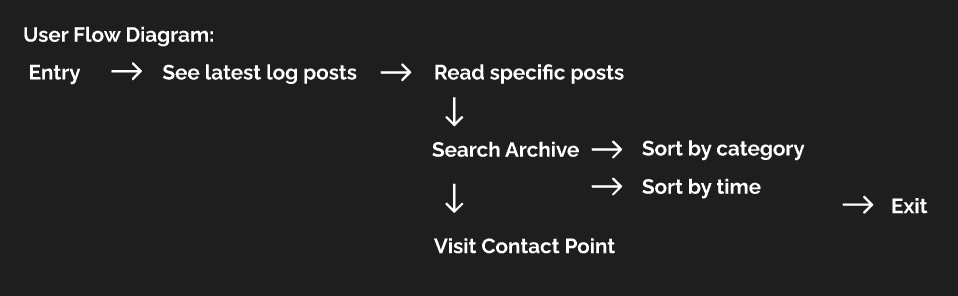 User Flow Diagram:
Entry → See latest log posts → Read specific posts
↓
Search Archive → Sort by category
→ Sort by time
→ Exit
↓
Visit Contact Point